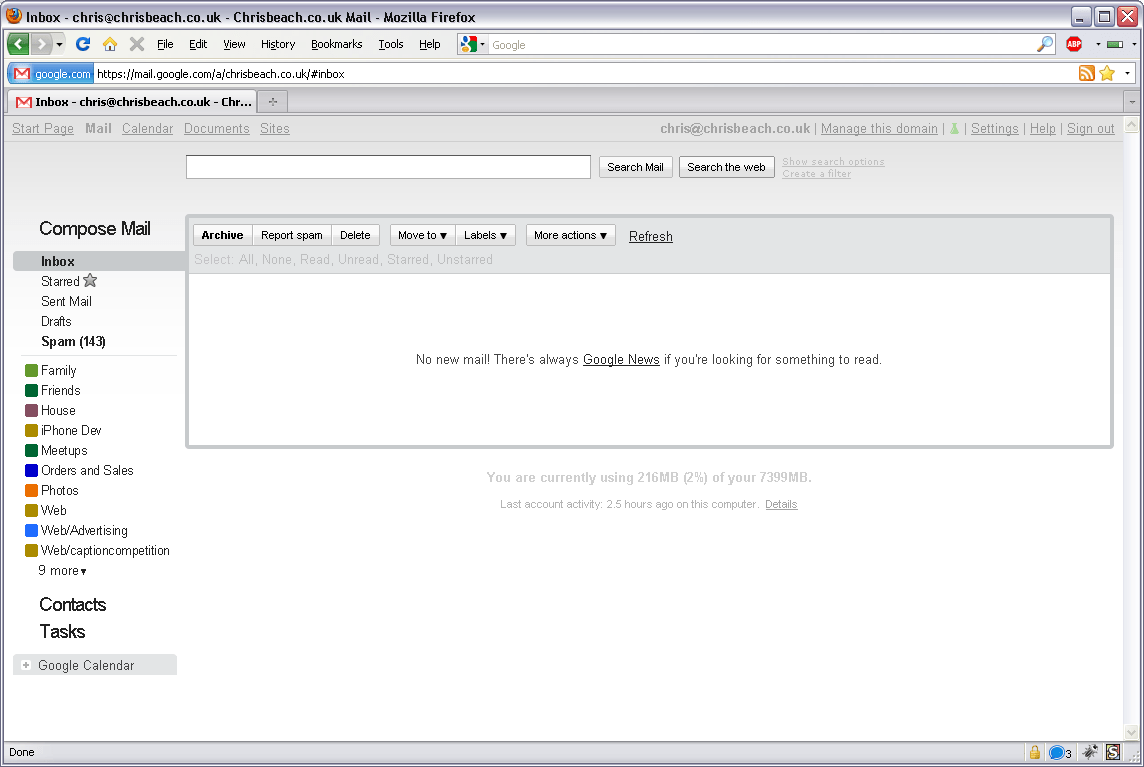 Inbox - chris@chrisbeach.co.uk - Chrisbeach.co.uk Mail - Mozilla Firefox
File Edit View History Bookmarks Tools Help Google ABP
google.com https://mail.google.com/a/chrisbeach.co.uk/#inbox
Inbox - chris@chrisbeach.co.uk - Chr...
Start Page Mail Calendar Documents Sites chris@chrisbeach.co.uk | Manage this domain | | Settings | Help | Sign out
Search Mail Search the web Show search options
Create a filter
Compose Mail
Archive Report spam Delete Move to ▾ Labels ▾ More actions ▾ Refresh
Select: All, None, Read, Unread, Starred, Unstarred
Inbox
Starred
Sent Mail
Drafts
Spam (143)
No new mail! There's always Google News if you're looking for something to read.
Family
Friends
House
iPhone Dev
Meetups
Orders and Sales
Photos
Web
Web/Advertising
Web/captioncompetition
9 more▾
You are currently using 216MB (2%) of your 7399MB.
Last account activity: 2.5 hours ago on this computer. Details
Contacts
Tasks
Google Calendar
Done 3 S